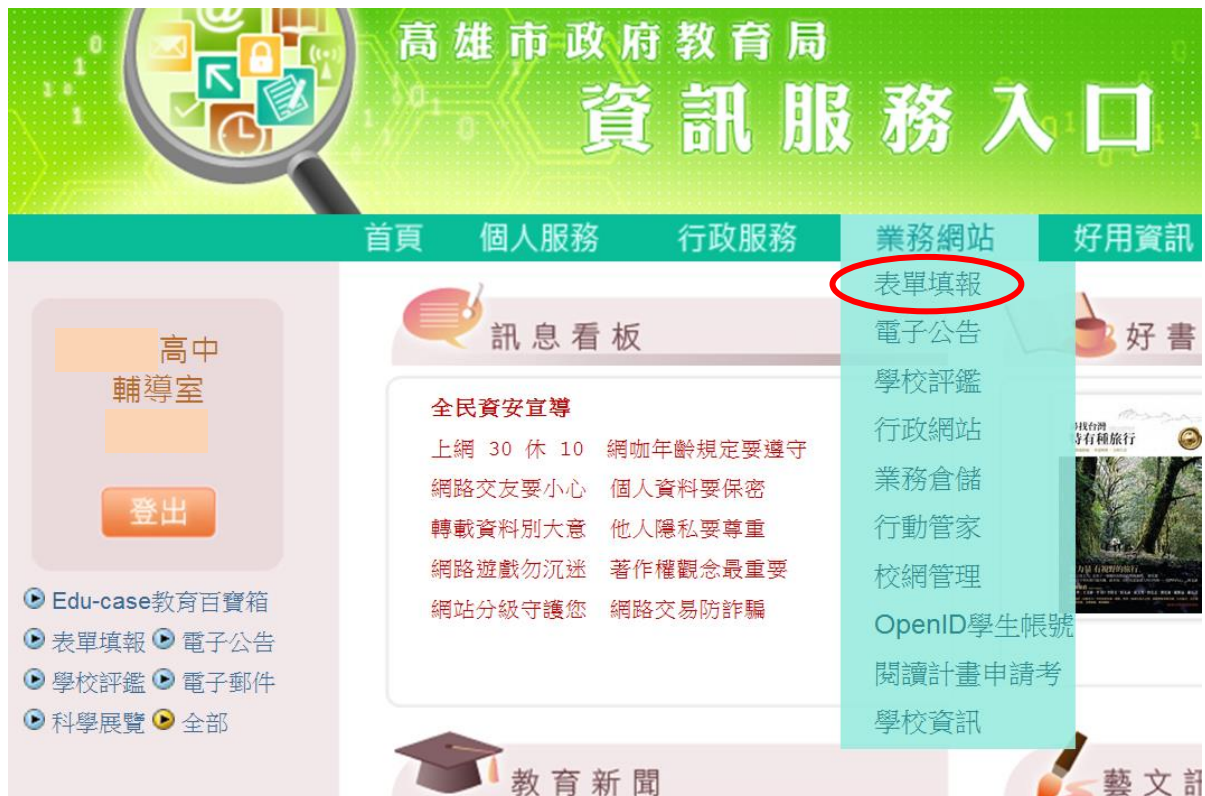 高雄市政府教育局
資訊服務入口
首頁 個人服務 行政服務 業務網站 好用資訊
高中
輔導室
登出
Edu-case教育百寶箱
表單填報 電子公告
學校評鑑 電子郵件
科學展覽 全部
訊息看板
全民資安宣導
上網 30 休 10 網咖年齡規定要遵守
網路交友要小心 個人資料要保密
轉載資料別大意 他人隱私要尊重
網路遊戲勿沉迷 著作權觀念最重要
網站分級守護您 網路交易防詐騙
教育新聞
表單填報
電子公告
學校評鑑
行政網站
業務倉儲
行動管家
校網管理
OpenID學生帳號
閱讀計畫申請考
學校資訊
好書
尋找台灣
時有種旅行
藝文訊